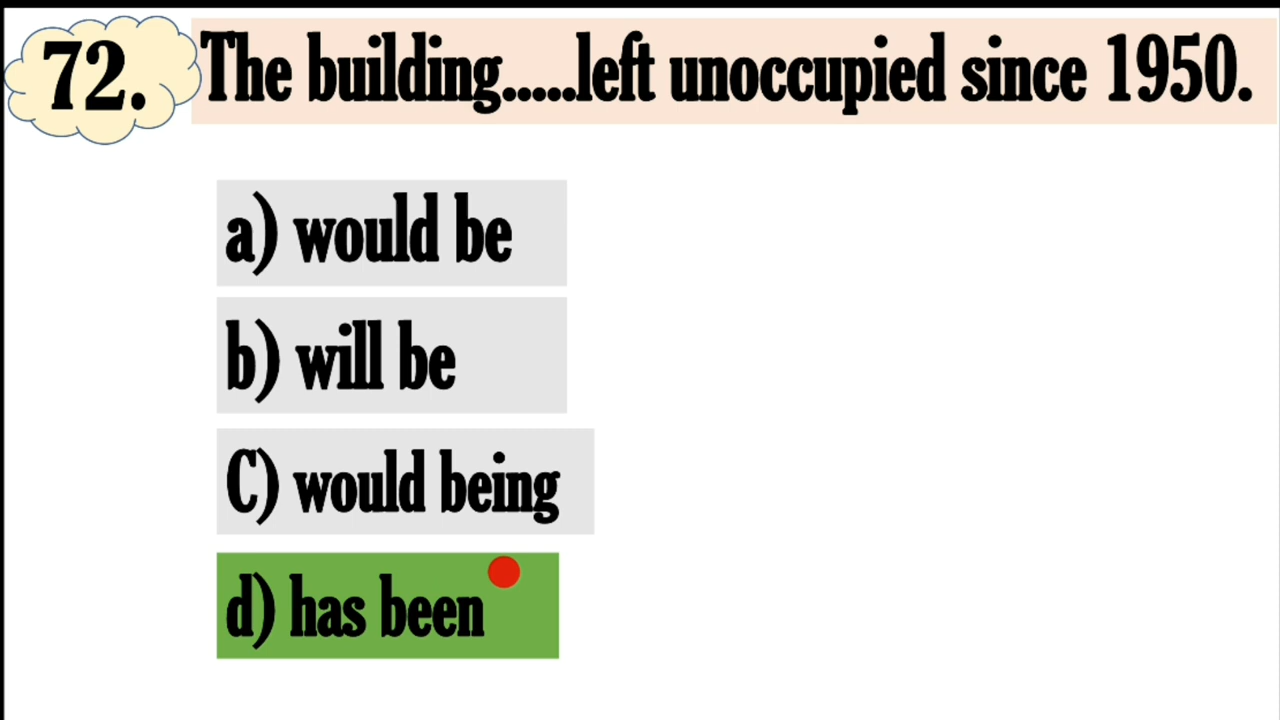 72. The building.....left unoccupied since 1950.
a) would be
b) will be
C) would being
d) has been